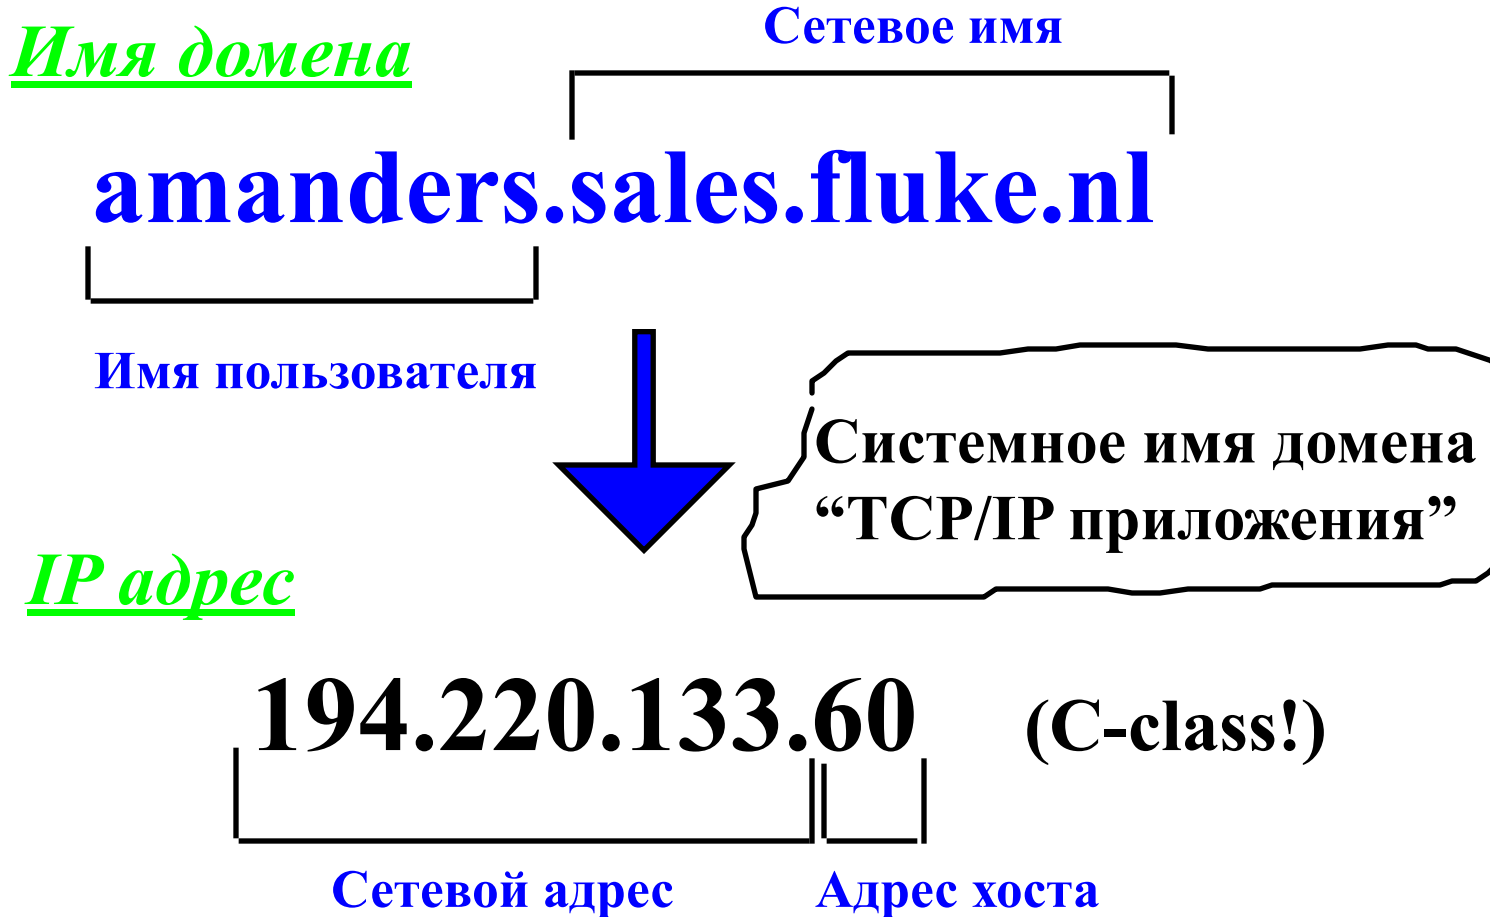 Имя домена
Сетевое имя
amanders.sales.fluke.nl
Имя пользователя
Системное имя домена
“TCP/IP приложения”
IP адрес
194.220.133.60 (C-class!)
Сетевой адрес
Адрес хоста